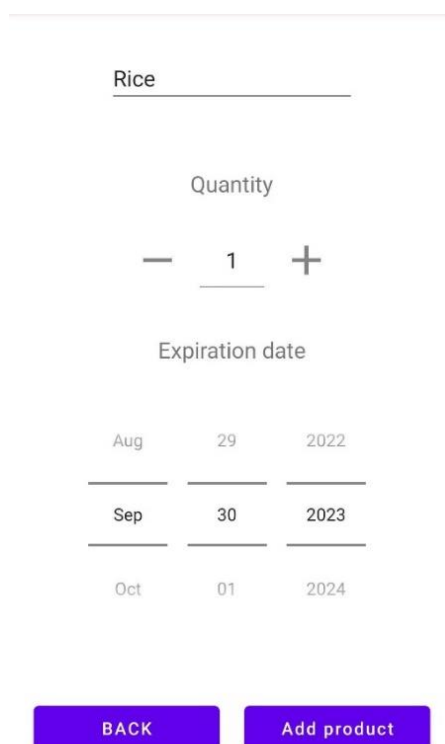 Rice
Quantity
1
Expiration date
Aug 29 2022
Sep 30 2023
Oct 01 2024
BACK Add product